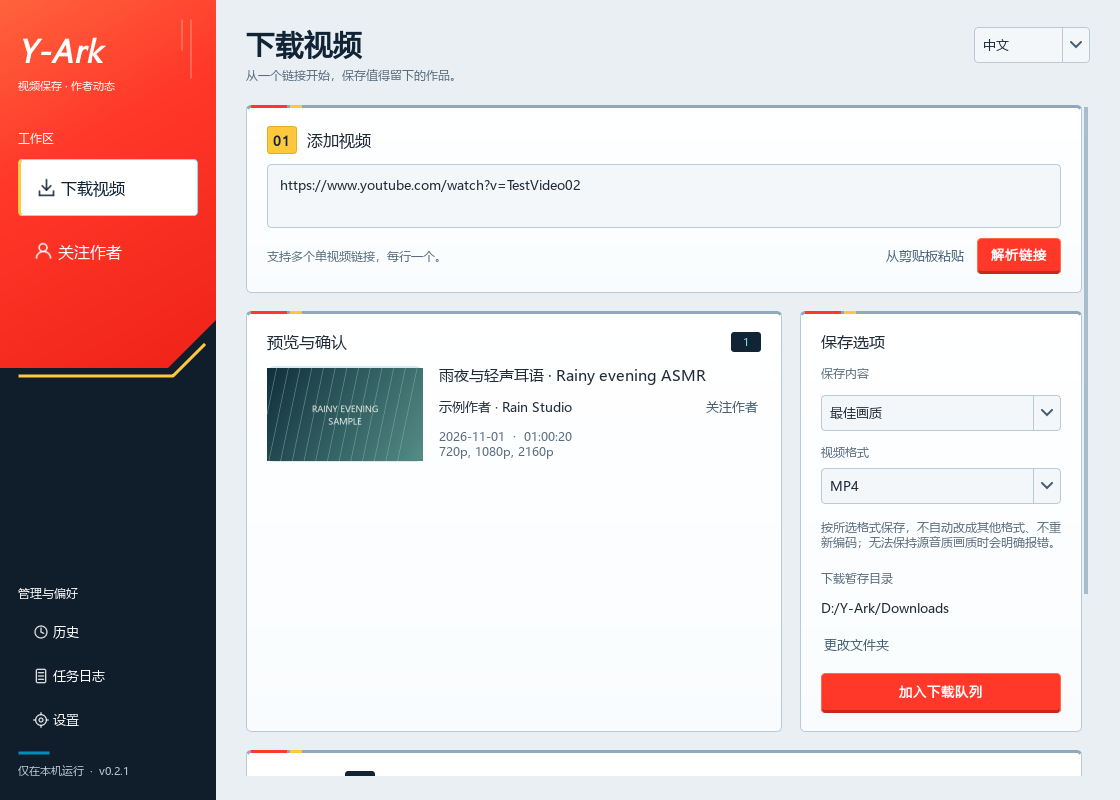 Y-Ark
视频保存 · 作者动态
工作区
下载视频
关注作者
管理与偏好
历史
任务日志
设置
仅在本机运行 · v0.2.1
下载视频
从一个链接开始，保存值得留下的作品。
中文
01 添加视频
https://www.youtube.com/watch?v=TestVideo02
支持多个单视频链接，每行一个。
从剪贴板粘贴
解析链接
预览与确认
1
RAINY EVENING
SAMPLE
雨夜与轻声耳语 · Rainy evening ASMR
示例作者 · Rain Studio
关注作者
2026-11-01 · 01:00:20
720p, 1080p, 2160p
保存选项
保存内容
最佳画质
视频格式
MP4
按所选格式保存，不自动改成其他格式、不重
新编码；无法保持源音质画质时会明确报错。
下载暂存目录
D:/Y-Ark/Downloads
更改文件夹
加入下载队列